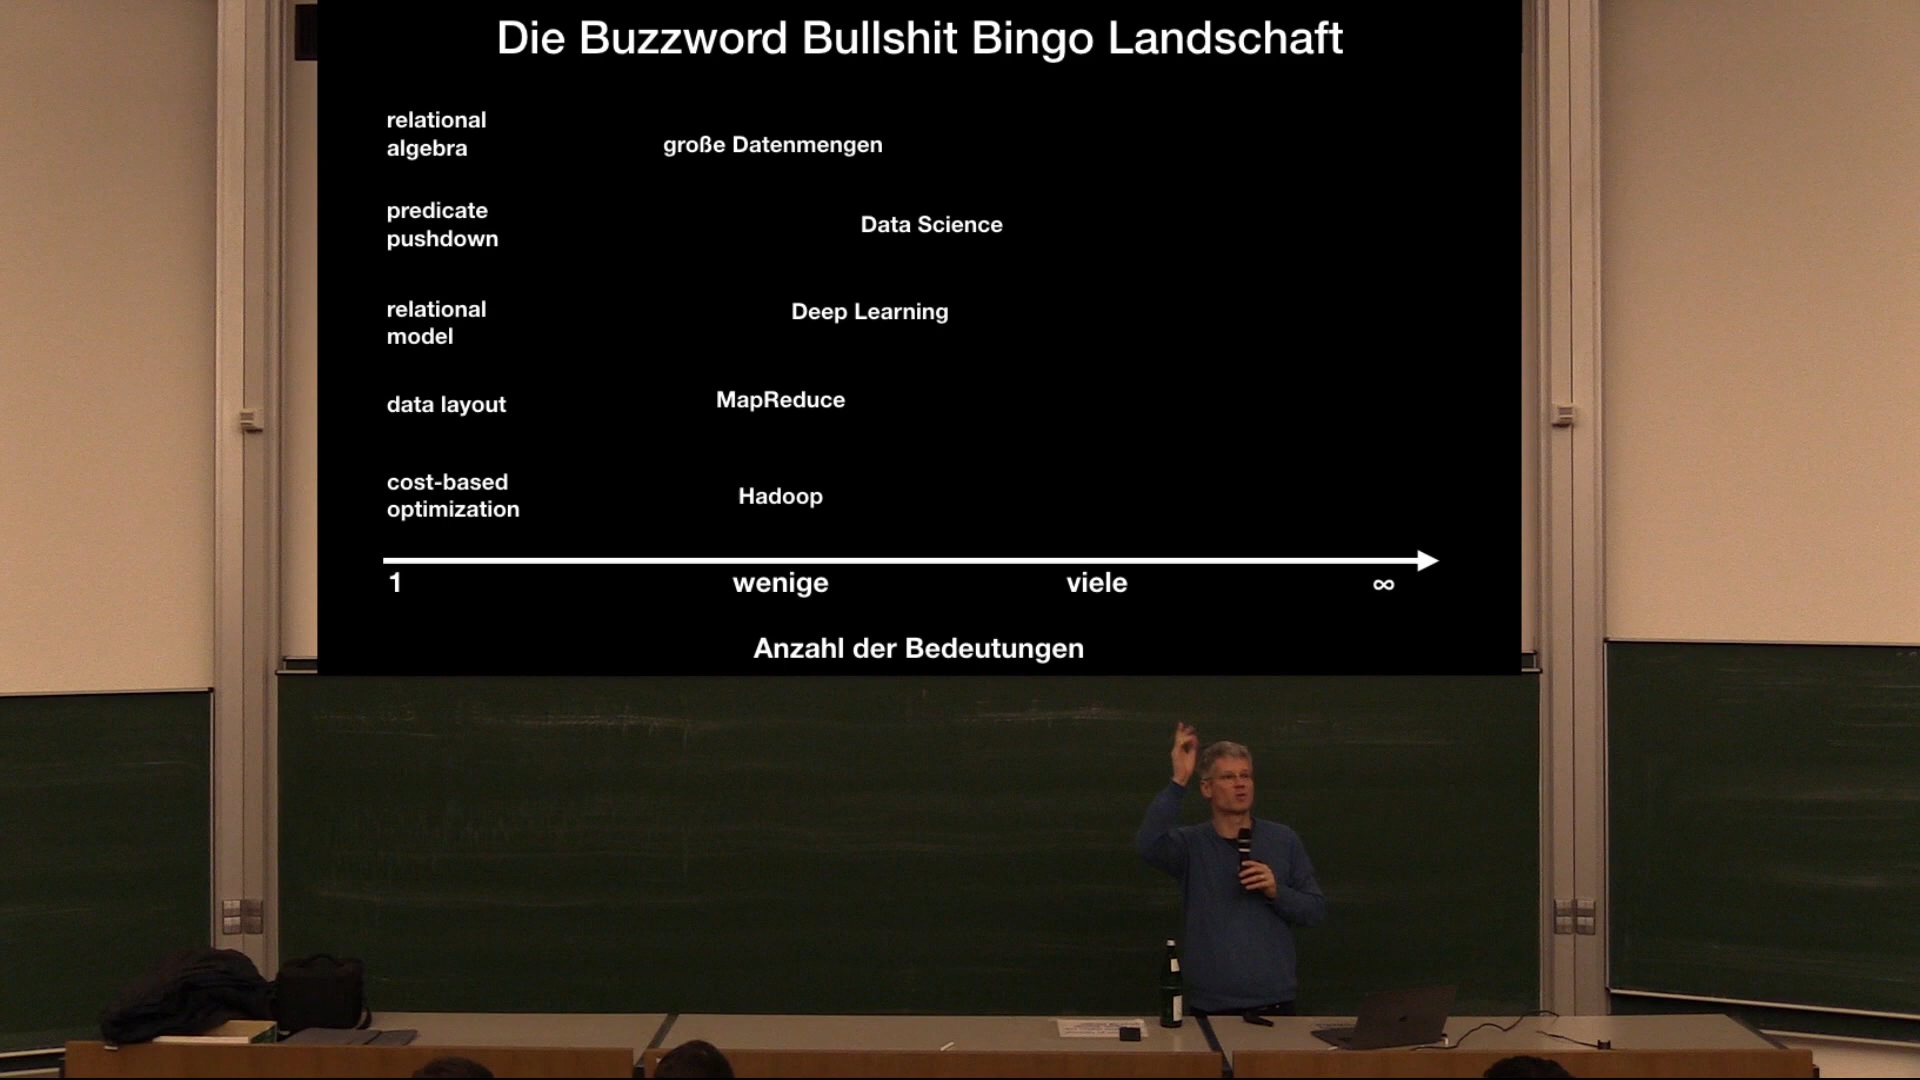 Die Buzzword Bullshit Bingo Landschaft
relational
algebra
große Datenmengen
predicate
pushdown
Data Science
relational
model
Deep Learning
data layout
MapReduce
cost-based
optimization
Hadoop
1 wenige viele ∞
Anzahl der Bedeutungen